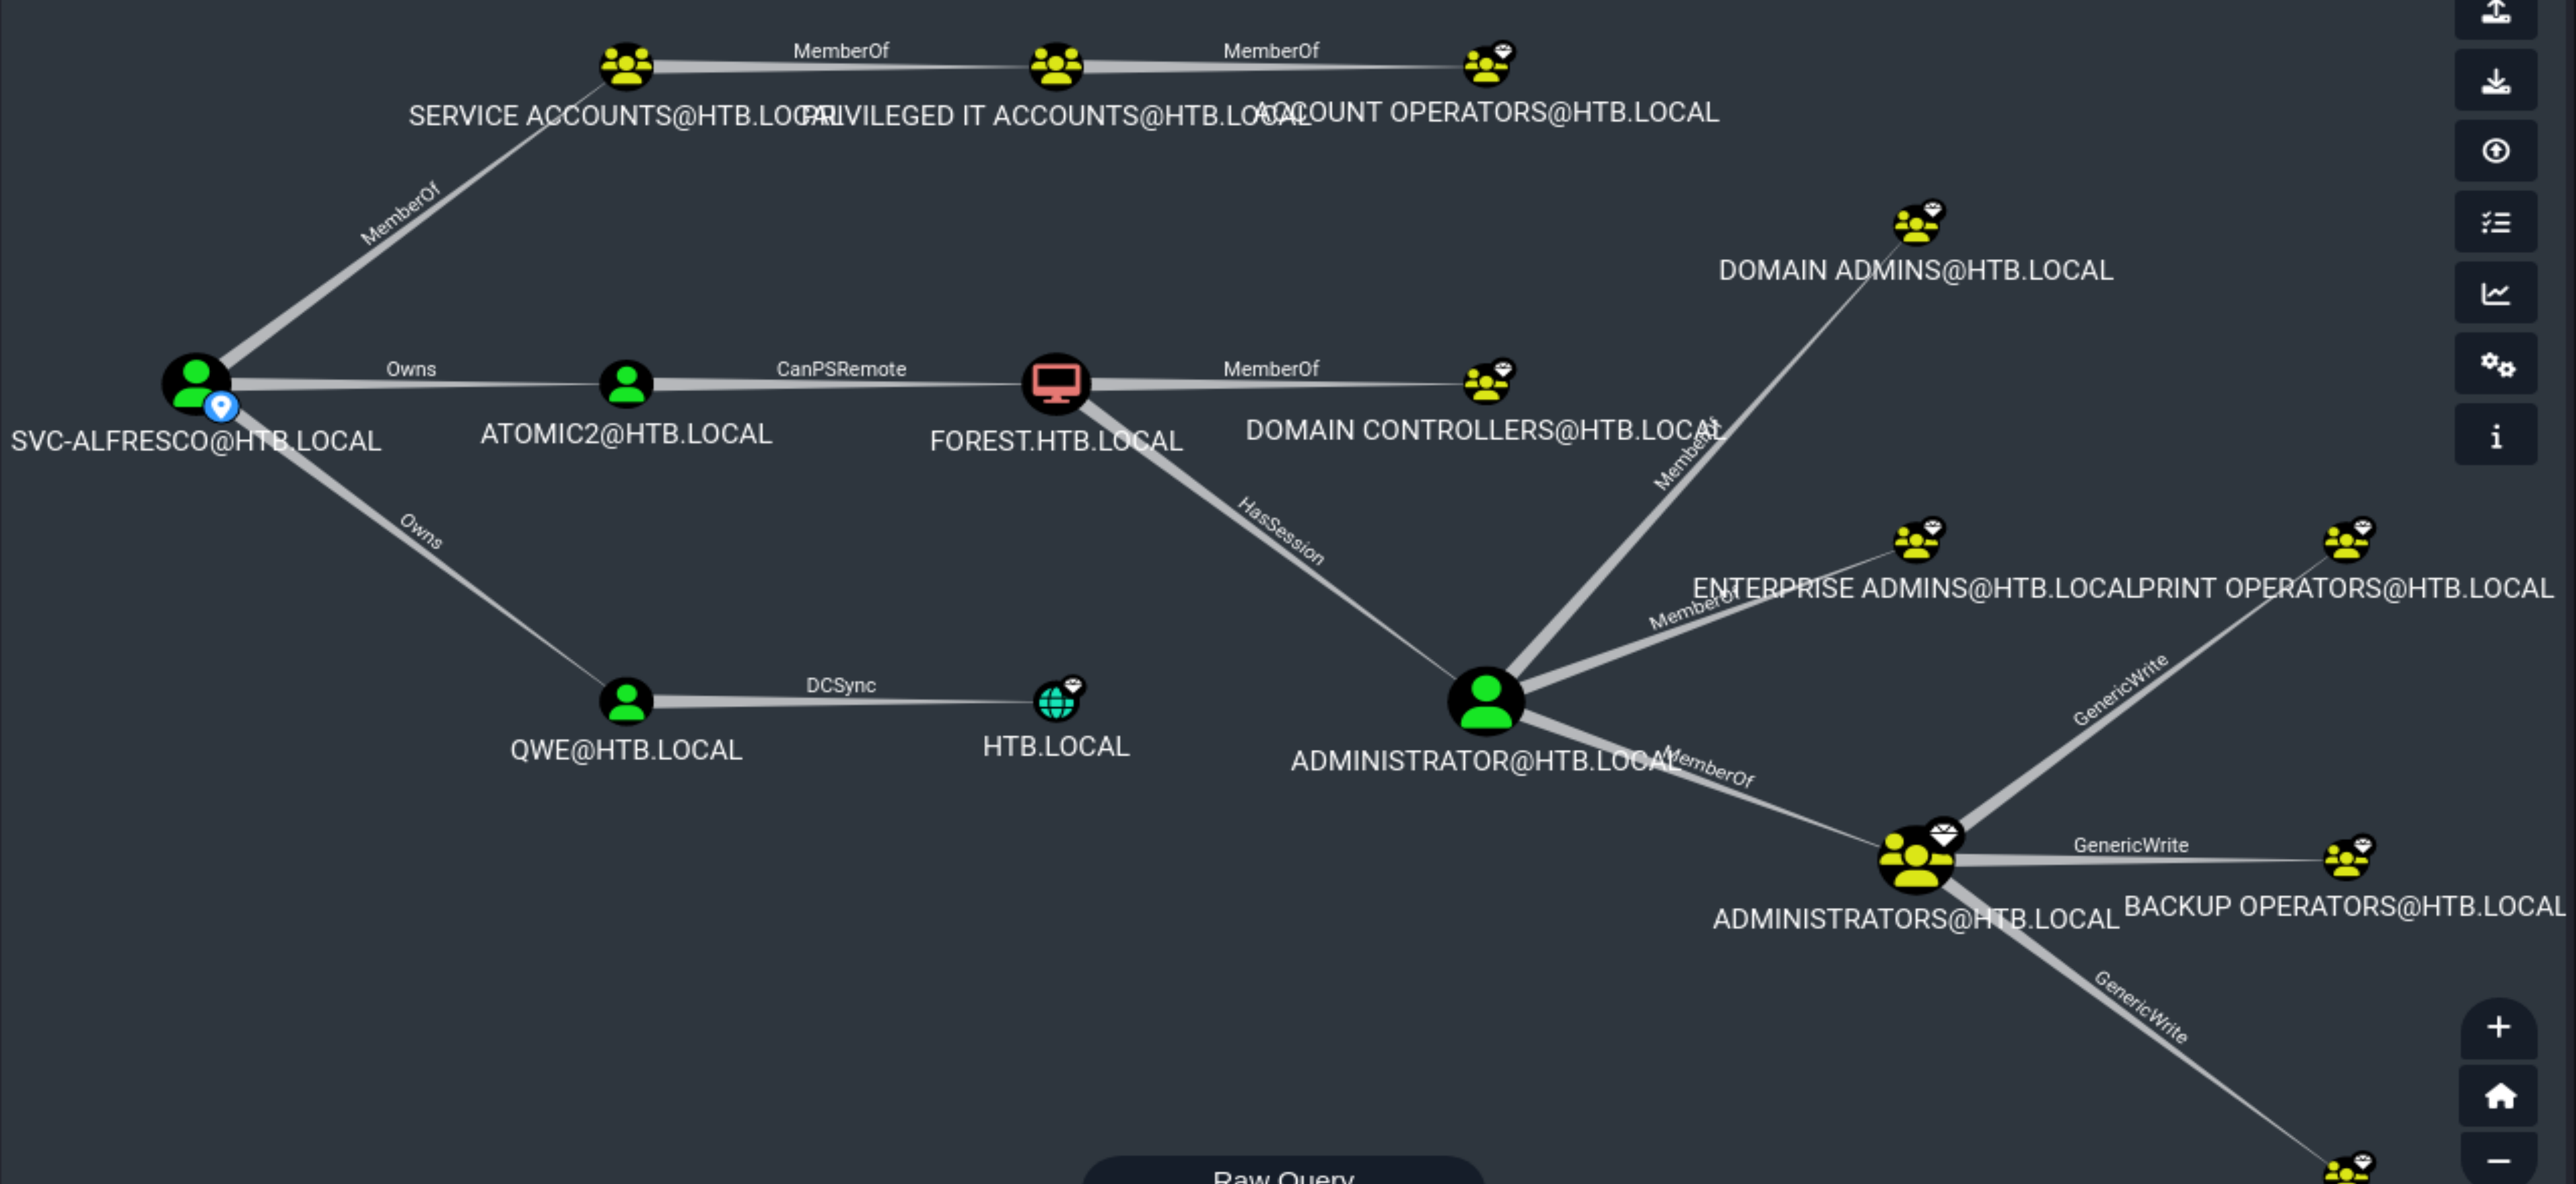 MemberOf
MemberOf
SERVICE ACCOUNTS@HTB.LOCAL
PRIVILEGED IT ACCOUNTS@HTB.LOCAL
ACCOUNT OPERATORS@HTB.LOCAL
MemberOf
DOMAIN ADMINS@HTB.LOCAL
Owns
CanPSRemote
MemberOf
SVC-ALFRESCO@HTB.LOCAL
ATOMIC2@HTB.LOCAL
FOREST.HTB.LOCAL
DOMAIN CONTROLLERS@HTB.LOCAL
MemberOf
Owns
HasSession
ENTERPRISE ADMINS@HTB.LOCAL
PRINT OPERATORS@HTB.LOCAL
MemberOf
DCSync
GenericWrite
QWE@HTB.LOCAL
HTB.LOCAL
ADMINISTRATOR@HTB.LOCAL
MemberOf
GenericWrite
ADMINISTRATORS@HTB.LOCAL
BACKUP OPERATORS@HTB.LOCAL
GenericWrite
Raw Query